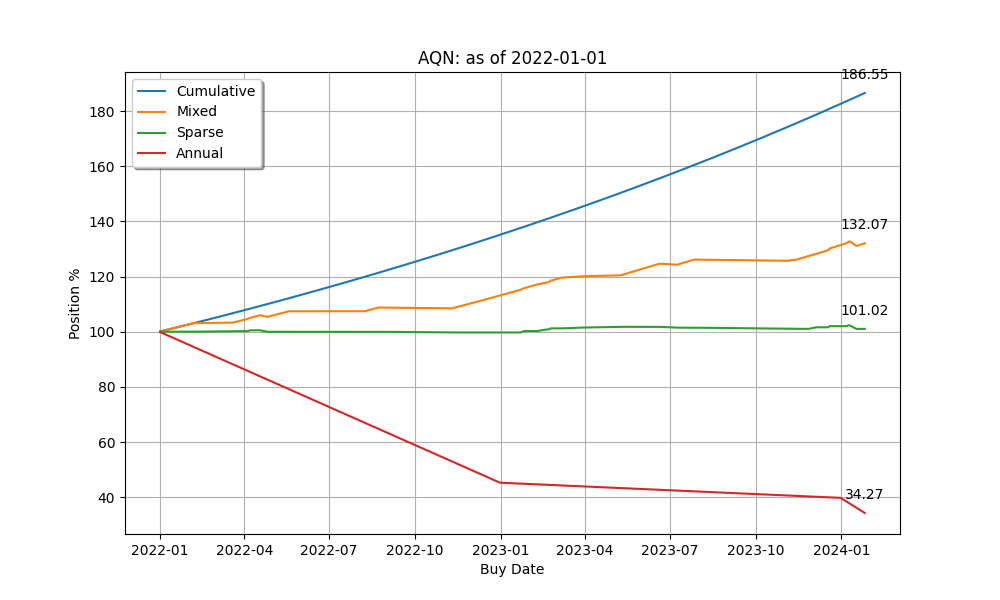 AQN: as of 2022-01-01
186.55
Cumulative
Mixed
Sparse
Annual
180
160
140
132.07
120
101.02
100
80
60
40
34.27
Position %
2022-01 2022-04 2022-07 2022-10 2023-01 2023-04 2023-07 2023-10 2024-01
Buy Date